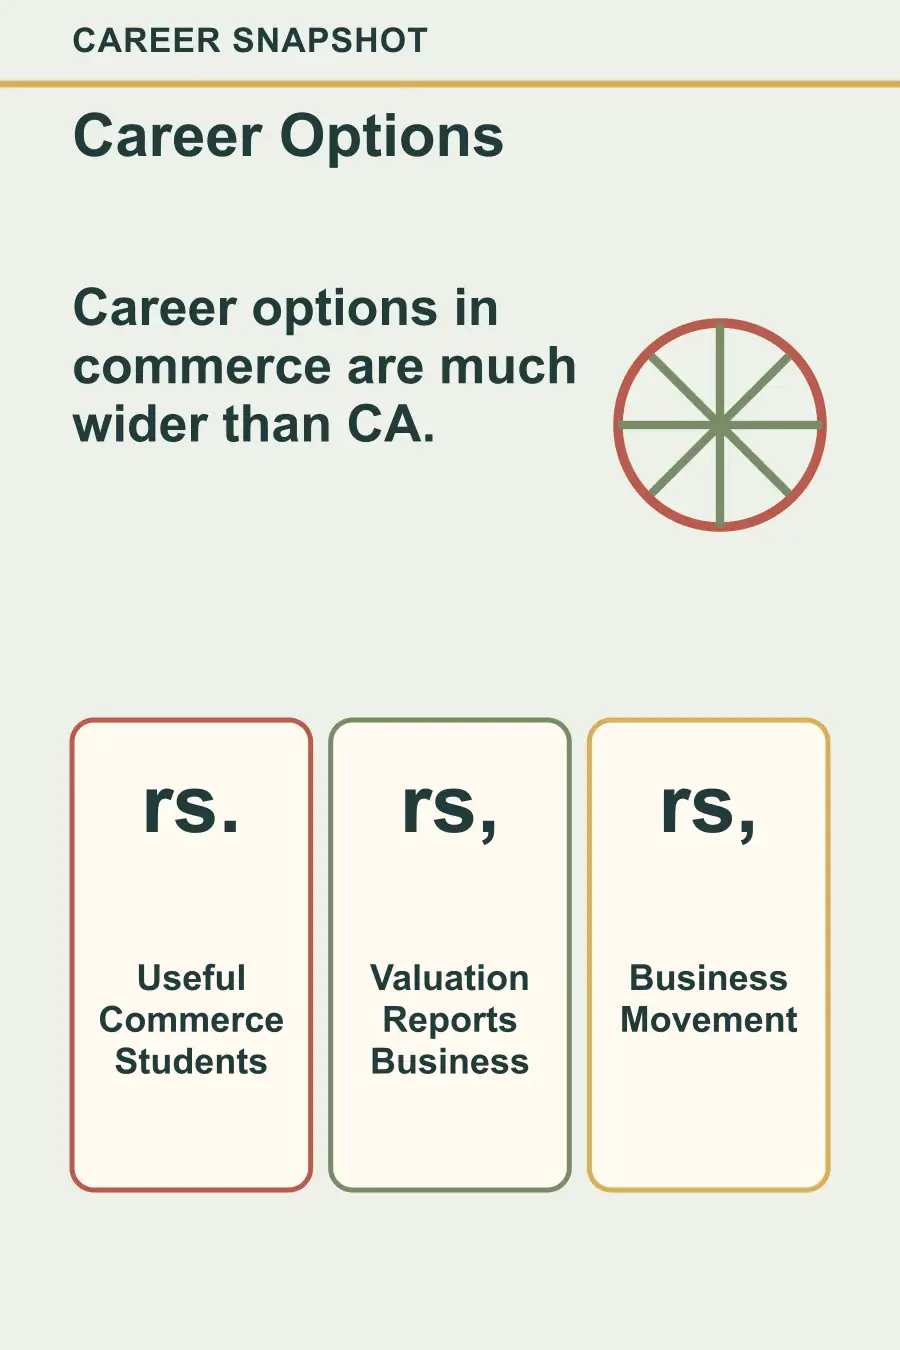 CAREER SNAPSHOT
Career Options
Career options in
commerce are much
wider than CA.
rs.
Useful
Commerce
Students
rs,
Valuation
Reports
Business
rs,
Business
Movement